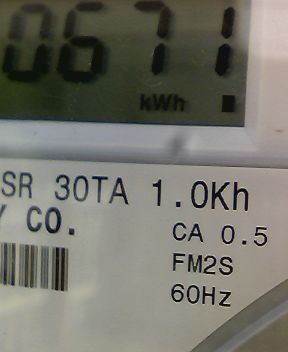 0671
kWh
SR 30TA 1.0Kh
Y CO.
CA 0.5
FM2S
60Hz